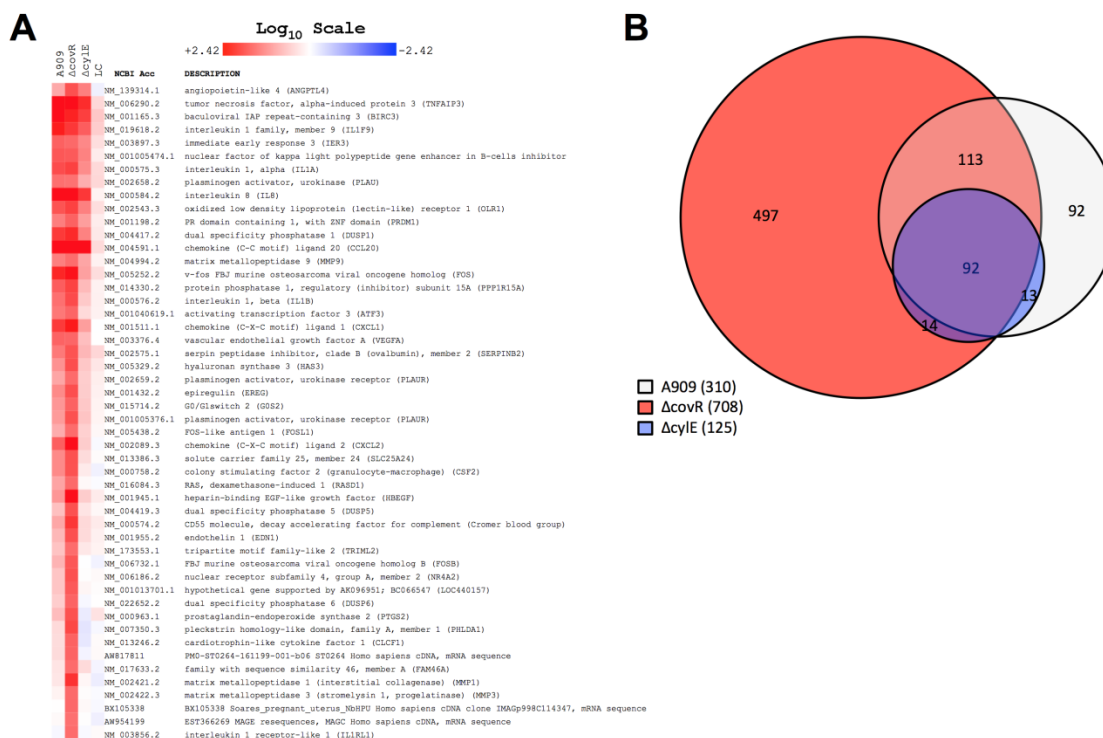 A
Log10 Scale
+2.42 -2.42
A909 ΔcovR ΔcylE LC
NCBI Acc DESCRIPTION
NM_139314.1 angiopoietin-like 4 (ANGPTL4)
NM_006290.2 tumor necrosis factor, alpha-induced protein 3 (TNFAIP3)
NM_001165.3 baculoviral IAP repeat-containing 3 (BIRC3)
NM_019618.2 interleukin 1 family, member 9 (IL1F9)
NM_003897.3 immediate early response 3 (IER3)
NM_001005474.1 nuclear factor of kappa light polypeptide gene enhancer in B-cells inhibitor
NM_000575.3 interleukin 1, alpha (IL1A)
NM_002658.2 plasminogen activator, urokinase (PLAU)
NM_000584.2 interleukin 8 (IL8)
NM_002543.3 oxidized low density lipoprotein (lectin-like) receptor 1 (OLR1)
NM_001198.2 PR domain containing 1, with ZNF domain (PRDM1)
NM_004417.2 dual specificity phosphatase 1 (DUSP1)
NM_004591.1 chemokine (C-C motif) ligand 20 (CCL20)
NM_004994.2 matrix metallopeptidase 9 (MMP9)
NM_005252.2 v-fos FBJ murine osteosarcoma viral oncogene homolog (FOS)
NM_014330.2 protein phosphatase 1, regulatory (inhibitor) subunit 15A (PPP1R15A)
NM_000576.2 interleukin 1, beta (IL1B)
NM_001040619.1 activating transcription factor 3 (ATF3)
NM_001511.1 chemokine (C-X-C motif) ligand 1 (CXCL1)
NM_003376.4 vascular endothelial growth factor A (VEGFA)
NM_002575.1 serpin peptidase inhibitor, clade B (ovalbumin), member 2 (SERPINB2)
NM_005329.2 hyaluronan synthase 3 (HAS3)
NM_002659.2 plasminogen activator, urokinase receptor (PLAUR)
NM_001432.2 epiregulin (EREG)
NM_015714.2 G0/G1switch 2 (G0S2)
NM_001005376.1 plasminogen activator, urokinase receptor (PLAUR)
NM_005438.2 FOS-like antigen 1 (FOSL1)
NM_002089.3 chemokine (C-X-C motif) ligand 2 (CXCL2)
NM_013386.3 solute carrier family 25, member 24 (SLC25A24)
NM_000758.2 colony stimulating factor 2 (granulocyte-macrophage) (CSF2)
NM_016084.3 RAS, dexamethasone-induced 1 (RASD1)
NM_001945.1 heparin-binding EGF-like growth factor (HBEGF)
NM_004419.3 dual specificity phosphatase 5 (DUSP5)
NM_000574.2 CD55 molecule, decay accelerating factor for complement (Cromer blood group)
NM_001955.2 endothelin 1 (EDN1)
NM_173553.1 tripartite motif family-like 2 (TRIML2)
NM_006732.1 FBJ murine osteosarcoma viral oncogene homolog B (FOSB)
NM_006186.2 nuclear receptor subfamily 4, group A, member 2 (NR4A2)
NM_001013701.1 hypothetical gene supported by AK096951; BC066547 (LOC440157)
NM_022652.2 dual specificity phosphatase 6 (DUSP6)
NM_000963.1 prostaglandin-endoperoxide synthase 2 (PTGS2)
NM_007350.3 pleckstrin homology-like domain, family A, member 1 (PHLDA1)
NM_013246.2 cardiotrophin-like cytokine factor 1 (CLCF1)
AW817811 PM0-ST0264-161199-001-b06 ST0264 Homo sapiens cDNA, mRNA sequence
NM_017633.2 family with sequence similarity 46, member A (FAM46A)
NM_002421.2 matrix metallopeptidase 1 (interstitial collagenase) (MMP1)
NM_002422.3 matrix metallopeptidase 3 (stromelysin 1, progelatinase) (MMP3)
BX105338 BX105338 Soares_pregnant_uterus_NbHPU Homo sapiens cDNA clone IMAGp998C114347, mRNA sequence
AW954199 EST366269 MAGE resequences, MAGC Homo sapiens cDNA, mRNA sequence
NM_003856.2 interleukin 1 receptor-like 1 (IL1RL1)
B
113
497
92
92
13
14
A909 (310)
ΔcovR (708)
ΔcylE (125)